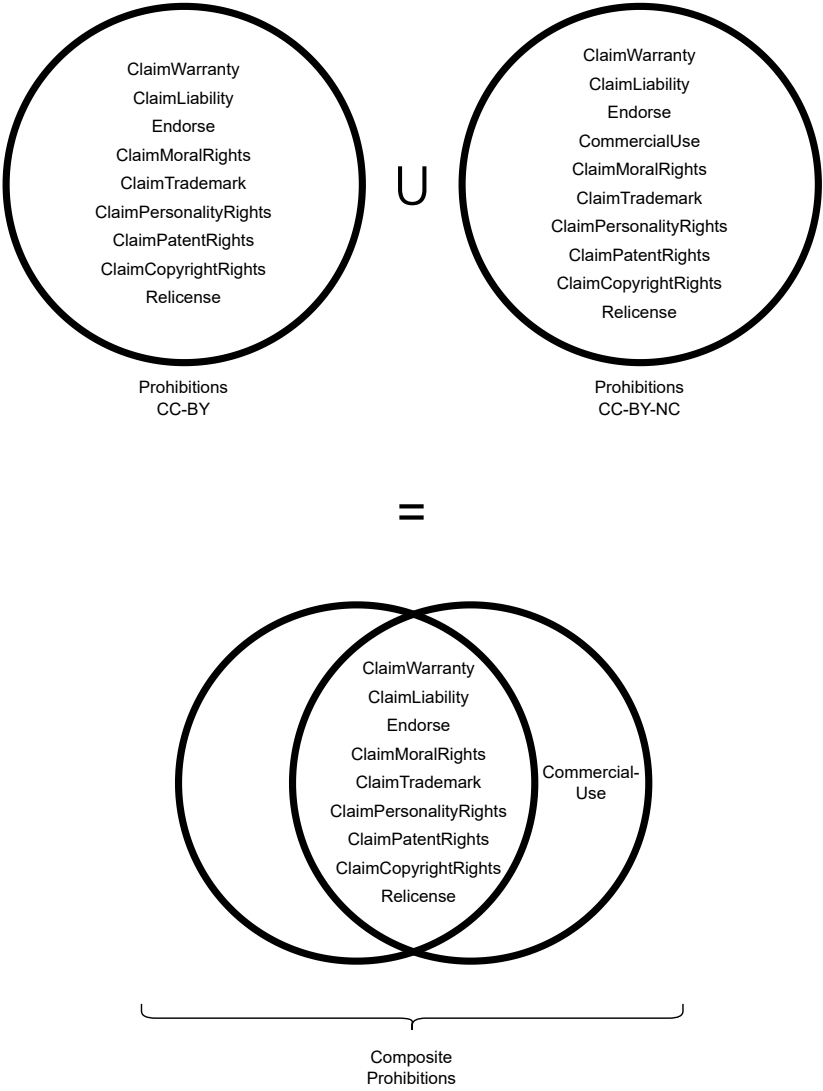 ClaimWarranty
ClaimLiability
Endorse
ClaimMoralRights
ClaimTrademark
ClaimPersonalityRights
ClaimPatentRights
ClaimCopyrightRights
Relicense
Prohibitions
CC-BY
∪
ClaimWarranty
ClaimLiability
Endorse
CommercialUse
ClaimMoralRights
ClaimTrademark
ClaimPersonalityRights
ClaimPatentRights
ClaimCopyrightRights
Relicense
Prohibitions
CC-BY-NC
=
ClaimWarranty
ClaimLiability
Endorse
ClaimMoralRights
ClaimTrademark
ClaimPersonalityRights
ClaimPatentRights
ClaimCopyrightRights
Relicense
Commercial-
Use
Composite
Prohibitions